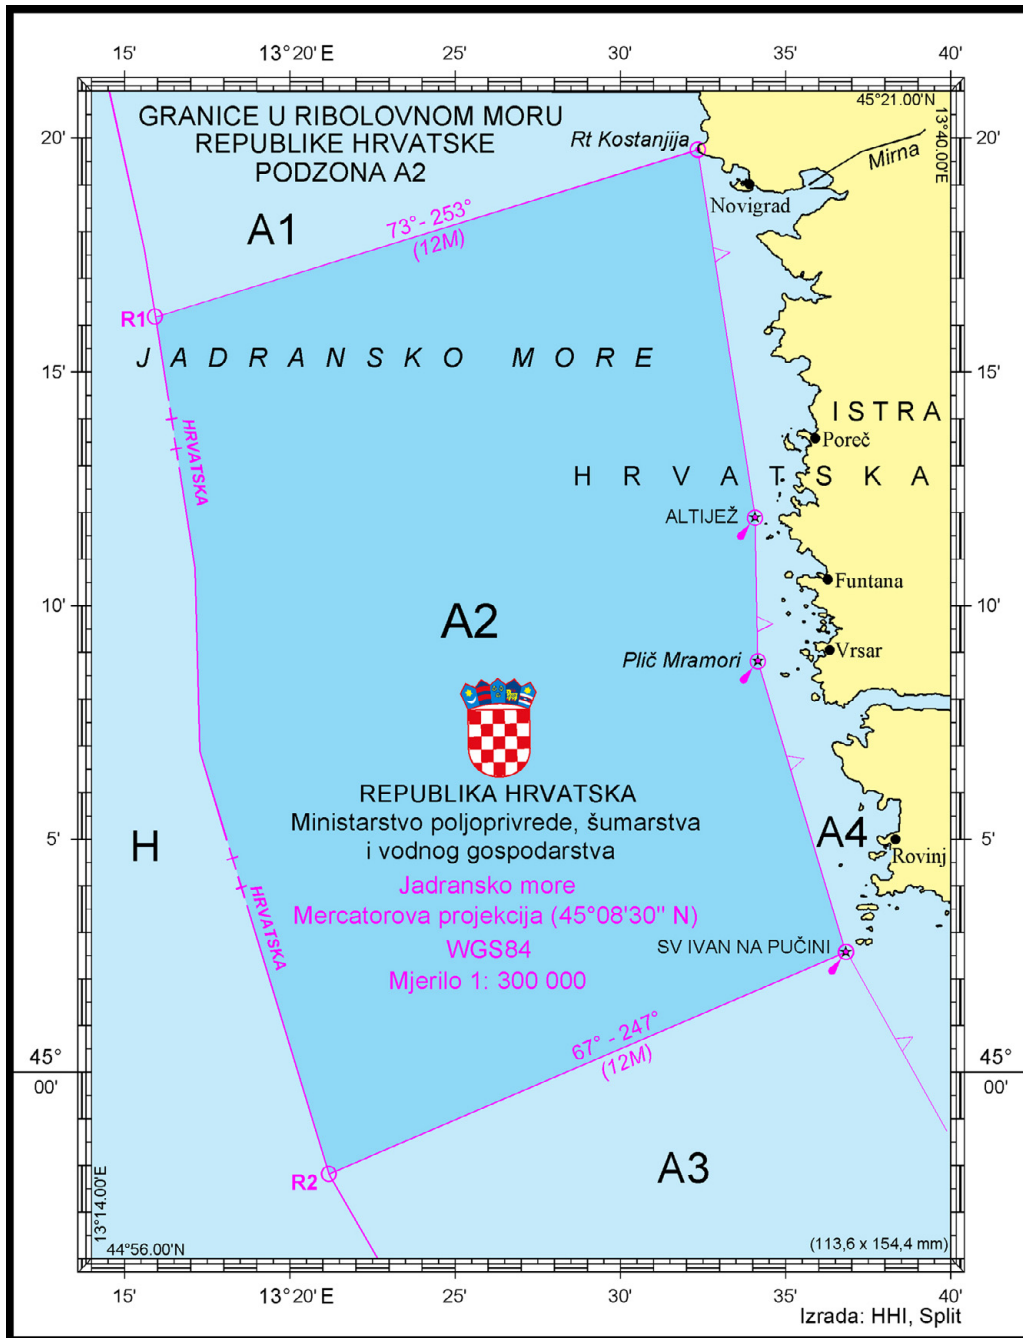 15' 13°20'E 25' 30' 35' 40'
45°21.00'N
13°40.00'E
GRANICE U RIBOLOVNOM MORU
REPUBLIKE HRVATSKE
PODZONA A2
20' 20'
Rt Kostanjija
Mirna
Novigrad
A1
73°- 253°
(12M)
R1
JADRANSKO MORE
15' 15'
HRVATSKA
ISTRA
Poreč
HRVATSKA
ALTIJEŽ
Funtana
10' 10'
A2
Vrsar
Plič Mramori
REPUBLIKA HRVATSKA
Ministarstvo poljoprivrede, šumarstva
i vodnog gospodarstva
5' 5'
H
A4
Rovinj
Jadransko more
Mercatorova projekcija (45°08'30" N)
WGS84
Mjerilo 1: 300 000
HRVATSKA
SV IVAN NA PUČINI
67° - 247°
(12M)
45° 45°
00' 00'
R2
A3
13°14.00'E
44°56.00'N
(113,6 x 154,4 mm)
15' 13°20'E 25' 30' 35' 40'
Izrada: HHI, Split